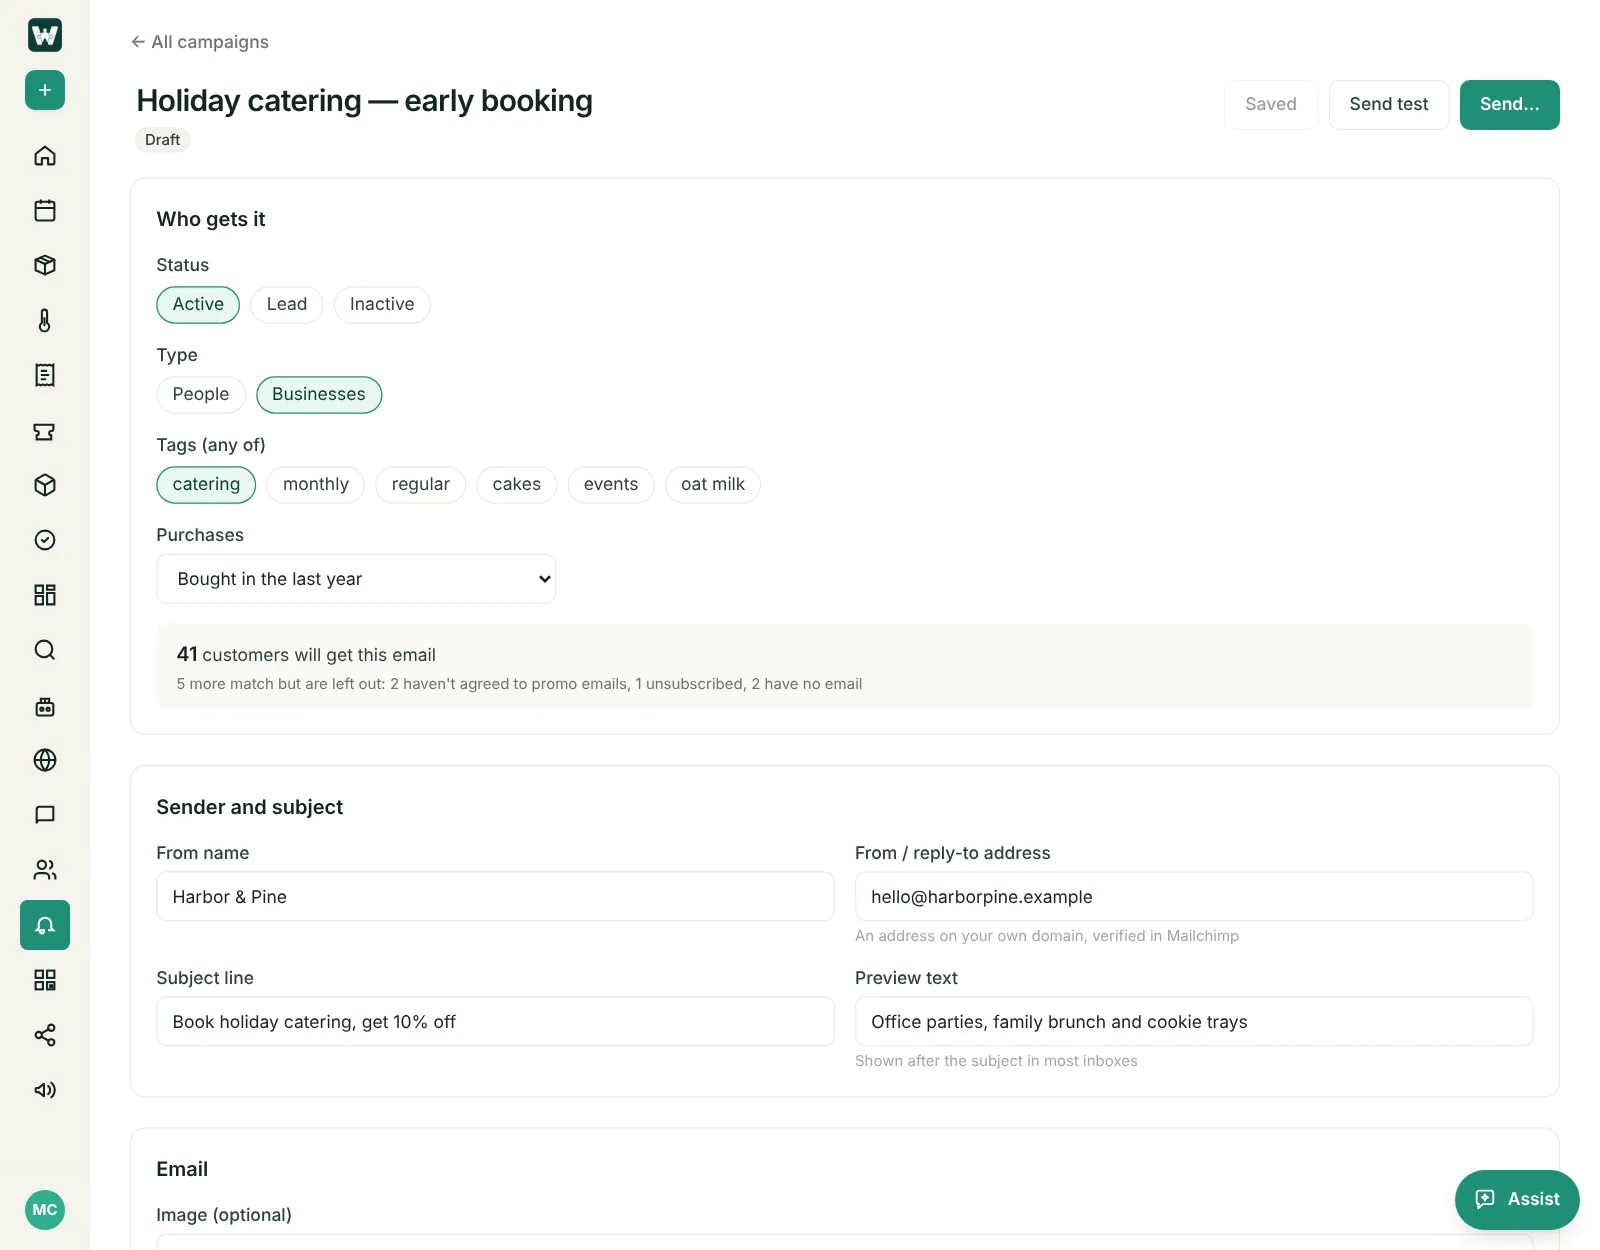 W
← All campaigns
+
Holiday catering — early booking
Saved
Send test
Send...
Draft
Who gets it
Status
Active
Lead
Inactive
Type
People
Businesses
Tags (any of)
catering
monthly
regular
cakes
events
oat milk
Purchases
Bought in the last year
41 customers will get this email
5 more match but are left out: 2 haven't agreed to promo emails, 1 unsubscribed, 2 have no email
Sender and subject
From name
From / reply-to address
Harbor & Pine
hello@harborpine.example
An address on your own domain, verified in Mailchimp
Subject line
Preview text
Book holiday catering, get 10% off
Office parties, family brunch and cookie trays
Shown after the subject in most inboxes
Email
Image (optional)
MC
Assist